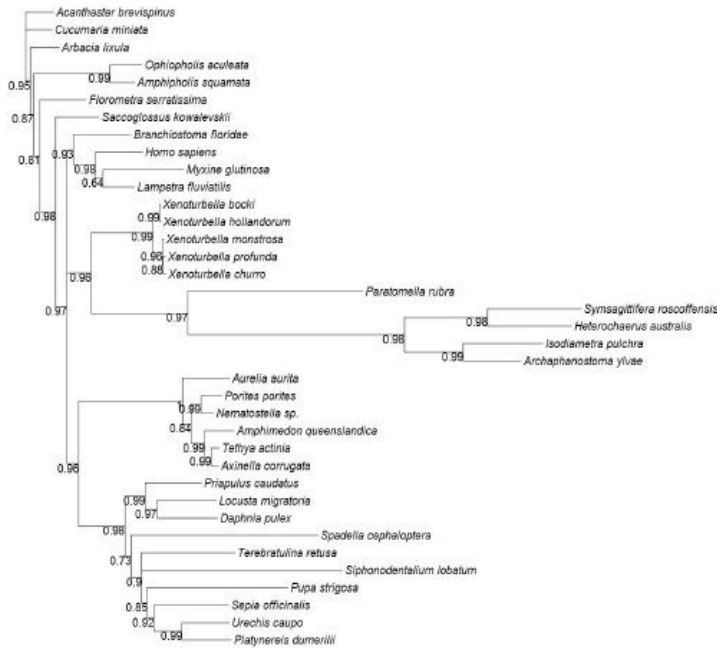 Acanthaster brevispinus
Cucumaria miniata
Arbacia lixula
0.95
Ophiopholis aculeata
0.99
Amphipholis squamata
0.87
Florometra serratissima
Saccoglossus kowalevskii
Branchiostoma floridae
0.81
0.93
Homo sapiens
0.98
Myxine glutinosa
0.64
Lampetra fluviatilis
Xenoturbella bocki
0.98
0.99
Xenoturbella hollandorum
0.99
Xenoturbella monstrosa
0.96
Xenoturbella profunda
0.96
0.88
Xenoturbella churro
Paratomella rubra
0.97
0.97
Symsagittifera roscoffensis
0.98
Heterochaerus australis
0.98
Isodiametra pulchra
0.99
Archaphanostoma ylvae
Aurelia aurita
Porites porites
0.99
Nematostella sp.
0.84
Amphimedon queenslandica
0.99
Tethya actinia
0.99
Axinella corrugata
0.96
Priapulus caudatus
0.99
Locusta migratoria
0.97
Daphnia pulex
0.98
Spadella cephaloptera
Terebratulina retusa
0.73
Siphonodentalium lobatum
0.9
Pupa strigosa
0.85
Sepia officinalis
0.92
Urechis caupo
0.99
Platynereis dumerilii